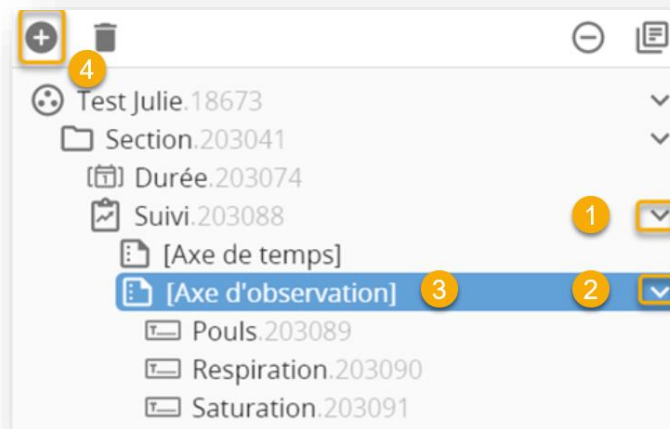 4
Test Julie.18673
Section.203041
Durée.203074
Suivi.203088 1
[Axe de temps]
[Axe d'observation] 3 2
Pouls.203089
Respiration.203090
Saturation.203091